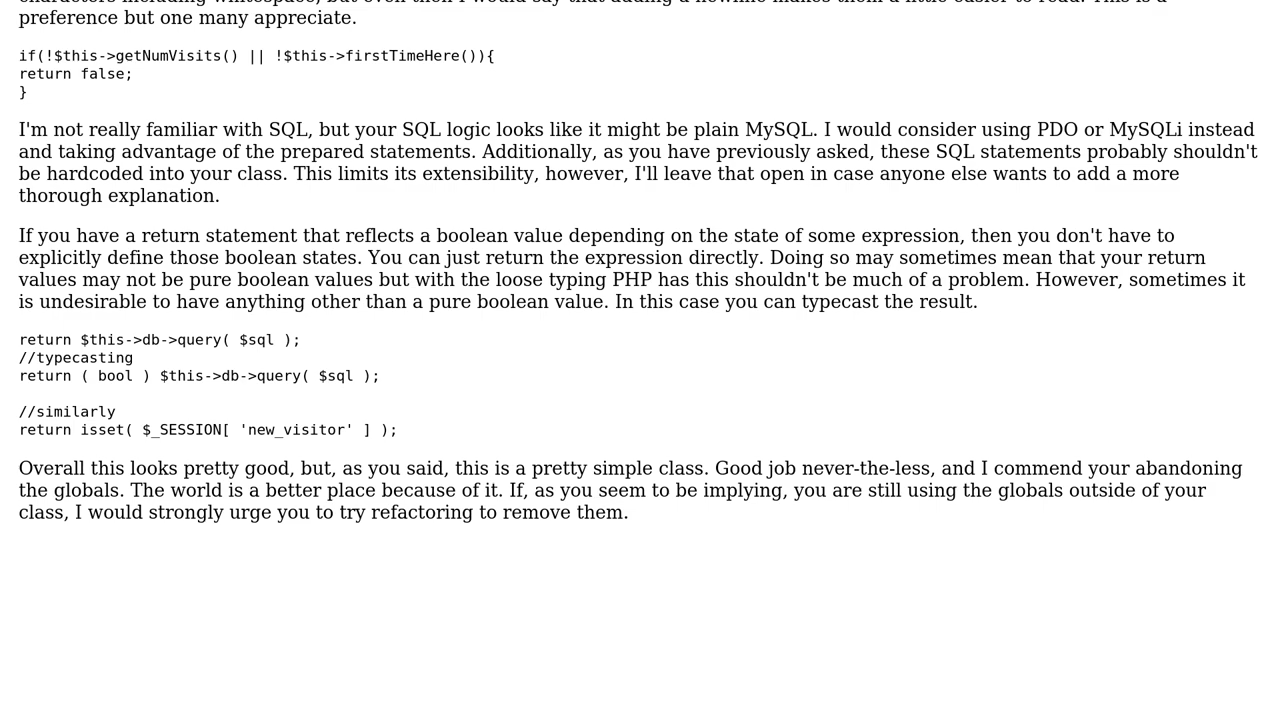 preference but one many appreciate.
if(!$this->getNumVisits() || !$this->firstTimeHere()){
return false;
}
I'm not really familiar with SQL, but your SQL logic looks like it might be plain MySQL. I would consider using PDO or MySQLi instead
and taking advantage of the prepared statements. Additionally, as you have previously asked, these SQL statements probably shouldn't
be hardcoded into your class. This limits its extensibility, however, I'll leave that open in case anyone else wants to add a more
thorough explanation.
If you have a return statement that reflects a boolean value depending on the state of some expression, then you don't have to
explicitly define those boolean states. You can just return the expression directly. Doing so may sometimes mean that your return
values may not be pure boolean values but with the loose typing PHP has this shouldn't be much of a problem. However, sometimes it
is undesirable to have anything other than a pure boolean value. In this case you can typecast the result.
return $this->db->query( $sql );
//typecasting
return ( bool ) $this->db->query( $sql );
//similarly
return isset( $_SESSION[ 'new_visitor' ] );
Overall this looks pretty good, but, as you said, this is a pretty simple class. Good job never-the-less, and I commend your abandoning
the globals. The world is a better place because of it. If, as you seem to be implying, you are still using the globals outside of your
class, I would strongly urge you to try refactoring to remove them.